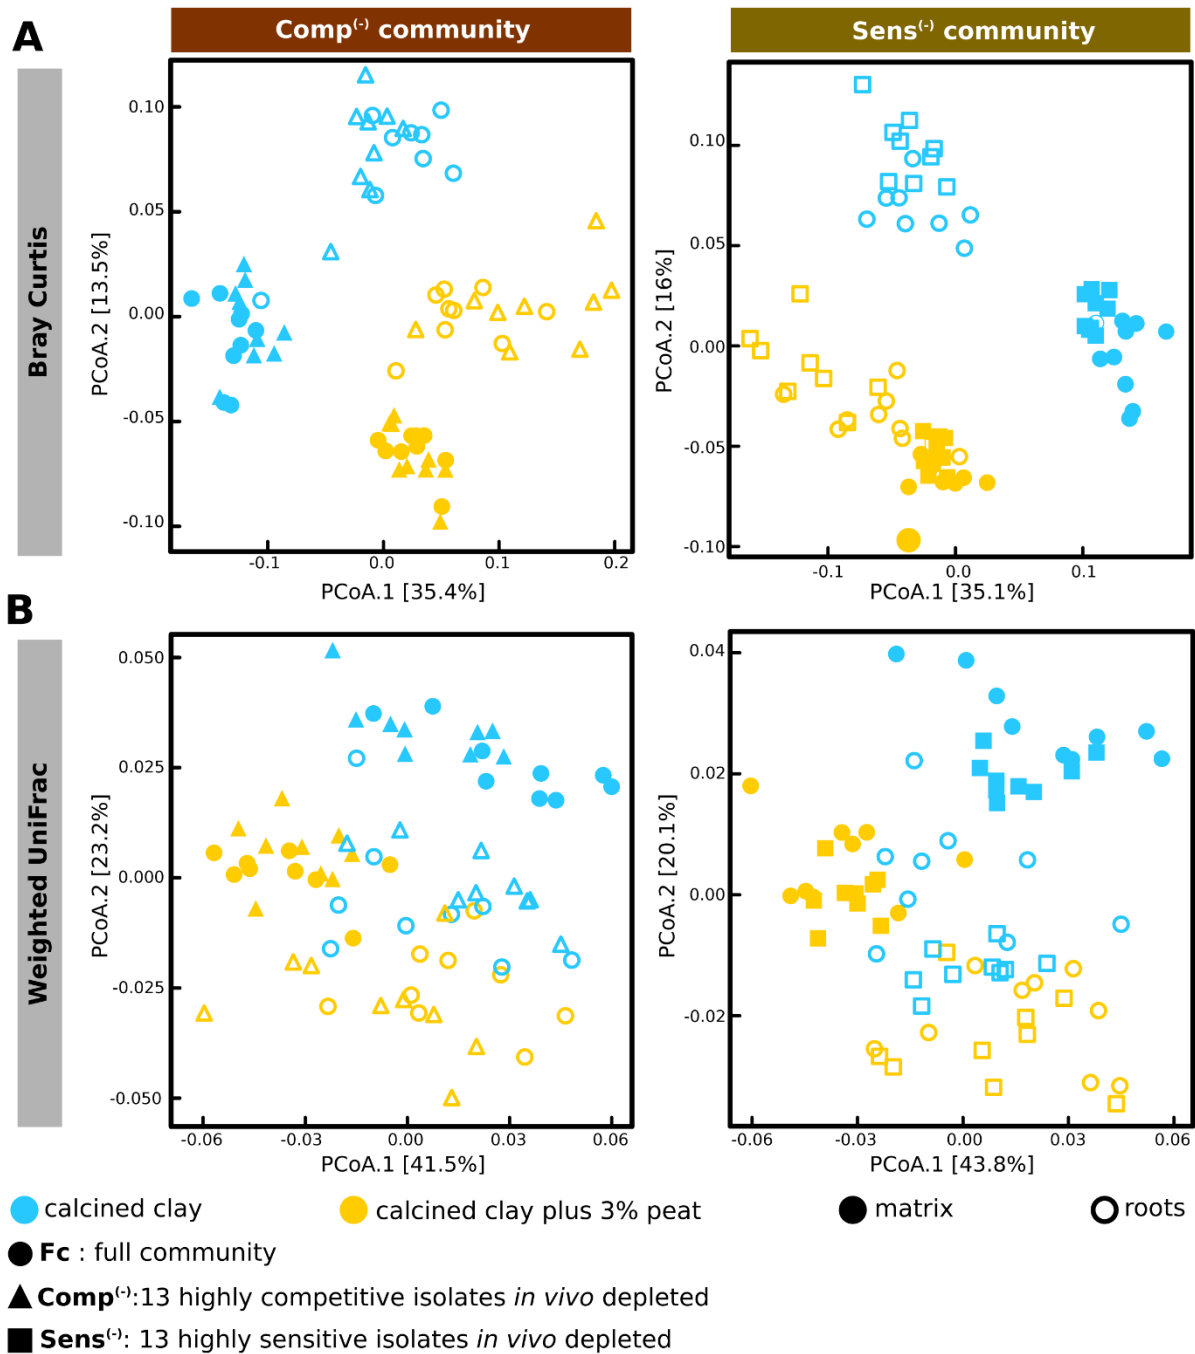 A
Comp(-) community
Sens(-) community
Bray Curtis
PCoA.2 [13.5%]
0.10
0.05
0.00
-0.05
-0.10
-0.1
0.0
0.1
0.2
PCoA.1 [35.4%]
PCoA.2 [16%]
0.10
0.05
0.00
-0.05
-0.10
-0.1
0.0
0.1
PCoA.1 [35.1%]
B
Weighted UniFrac
PCoA.2 [23.2%]
0.050
0.025
0.000
-0.025
-0.050
-0.06
-0.03
0.00
0.03
0.06
PCoA.1 [41.5%]
PCoA.2 [20.1%]
0.04
0.02
0.00
-0.02
-0.06
-0.03
0.00
0.03
0.06
PCoA.1 [43.8%]
calcined clay
calcined clay plus 3% peat
matrix
roots
Fc : full community
Comp(-):13 highly competitive isolates in vivo depleted
Sens(-): 13 highly sensitive isolates in vivo depleted